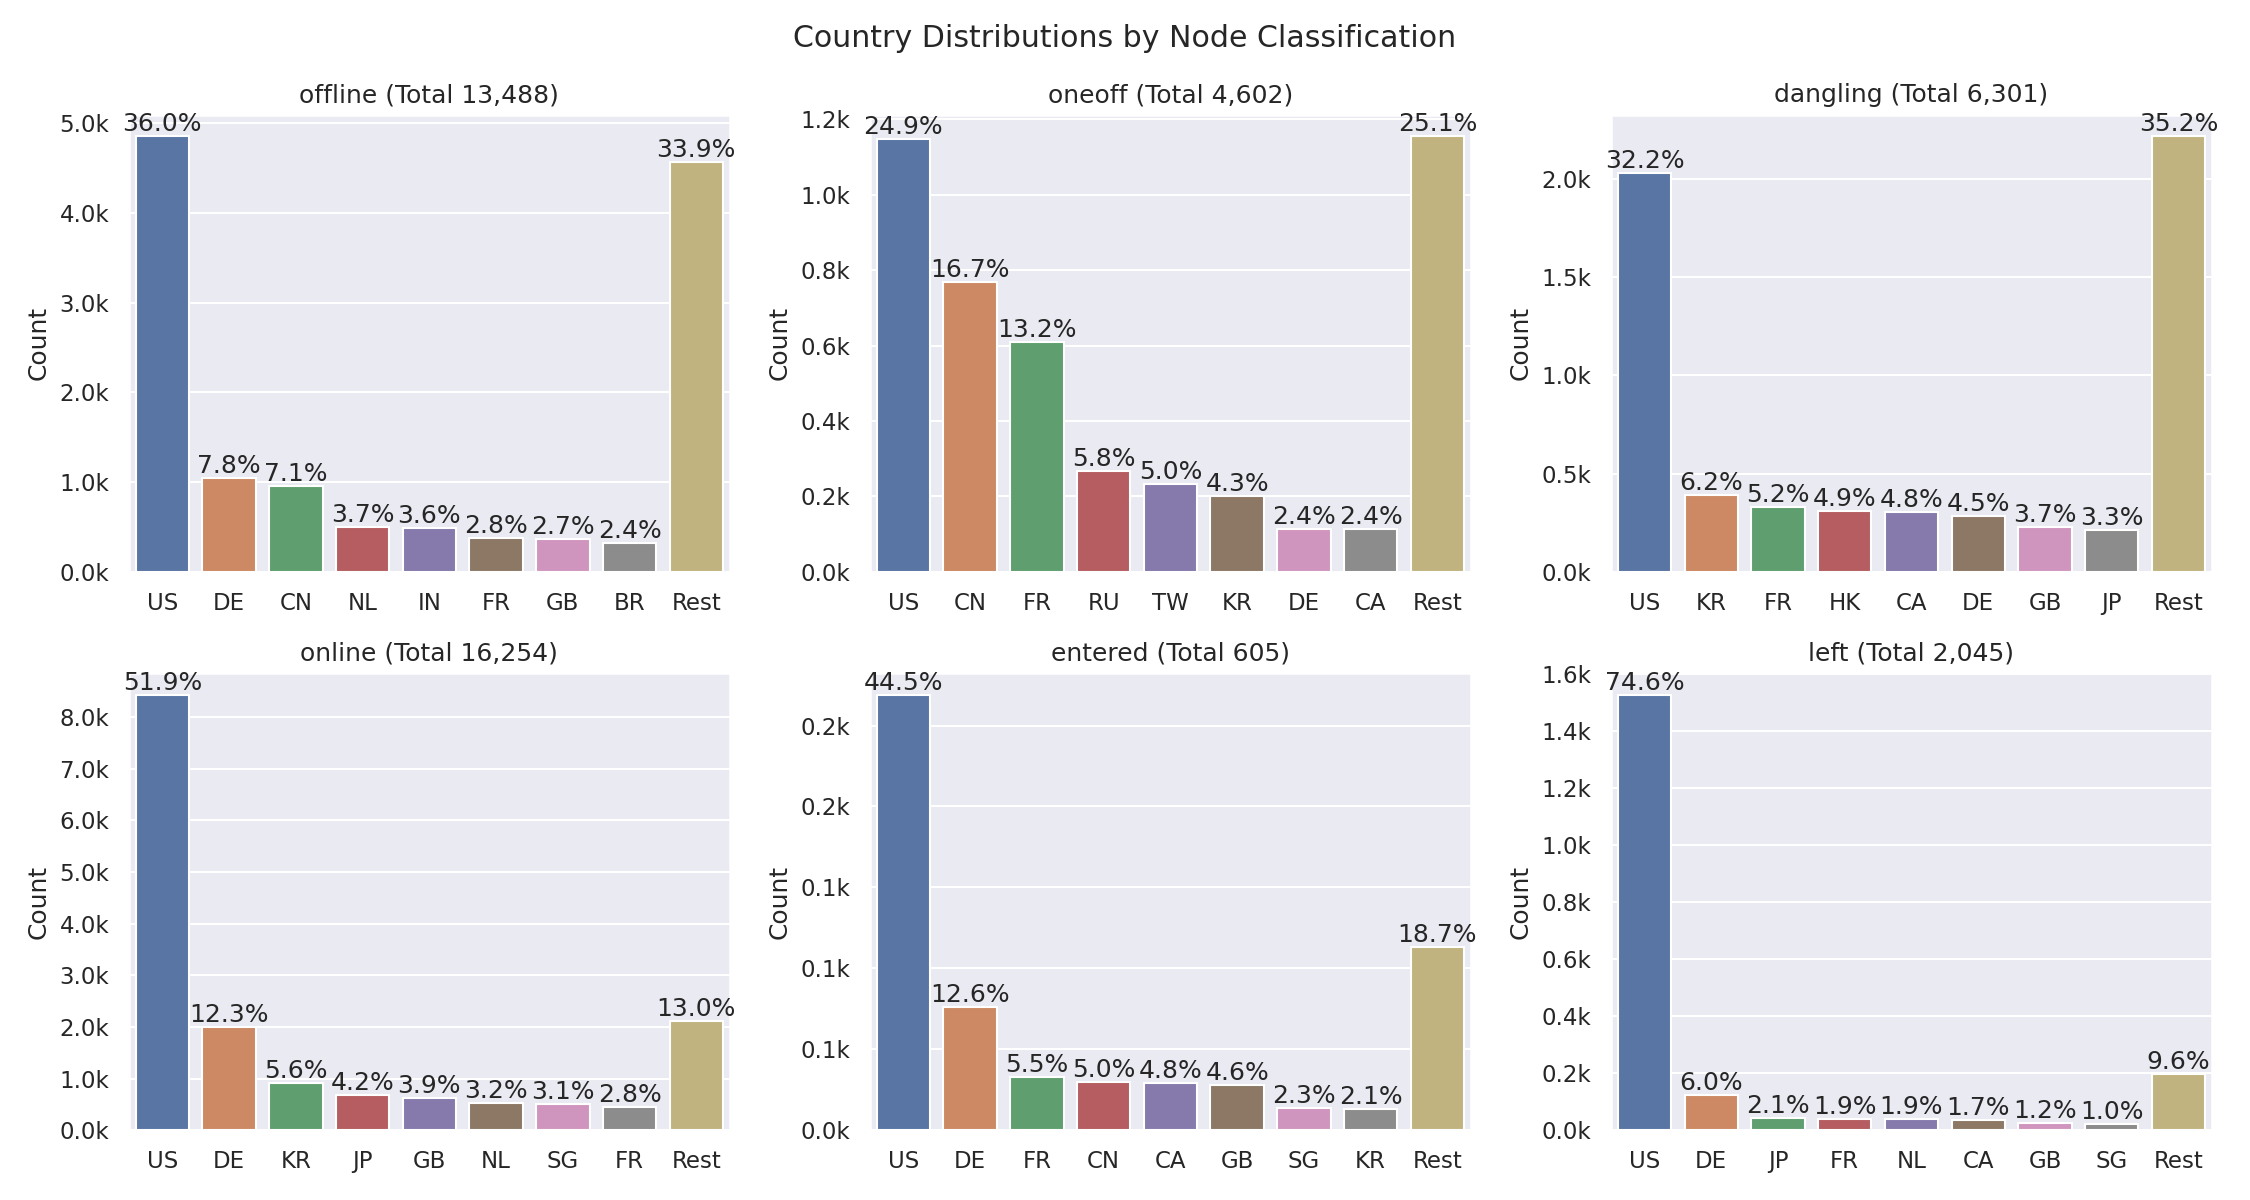 Country Distributions by Node Classification
offline (Total 13,488)
Count
5.0k
4.0k
3.0k
2.0k
1.0k
0.0k
36.0%
7.8%
7.1%
3.7%
3.6%
2.8%
2.7%
2.4%
33.9%
US DE CN NL IN FR GB BR Rest
oneoff (Total 4,602)
Count
1.2k
1.0k
0.8k
0.6k
0.4k
0.2k
0.0k
24.9%
16.7%
13.2%
5.8%
5.0%
4.3%
2.4%
2.4%
25.1%
US CN FR RU TW KR DE CA Rest
dangling (Total 6,301)
Count
2.0k
1.5k
1.0k
0.5k
0.0k
32.2%
6.2%
5.2%
4.9%
4.8%
4.5%
3.7%
3.3%
35.2%
US KR FR HK CA DE GB JP Rest
online (Total 16,254)
Count
8.0k
7.0k
6.0k
5.0k
4.0k
3.0k
2.0k
1.0k
0.0k
51.9%
12.3%
5.6%
4.2%
3.9%
3.2%
3.1%
2.8%
13.0%
US DE KR JP GB NL SG FR Rest
entered (Total 605)
Count
0.2k
0.2k
0.1k
0.1k
0.1k
0.0k
44.5%
12.6%
5.5%
5.0%
4.8%
4.6%
2.3%
2.1%
18.7%
US DE FR CN CA GB SG KR Rest
left (Total 2,045)
Count
1.6k
1.4k
1.2k
1.0k
0.8k
0.6k
0.4k
0.2k
0.0k
74.6%
6.0%
2.1%
1.9%
1.9%
1.7%
1.2%
1.0%
9.6%
US DE JP FR NL CA GB SG Rest